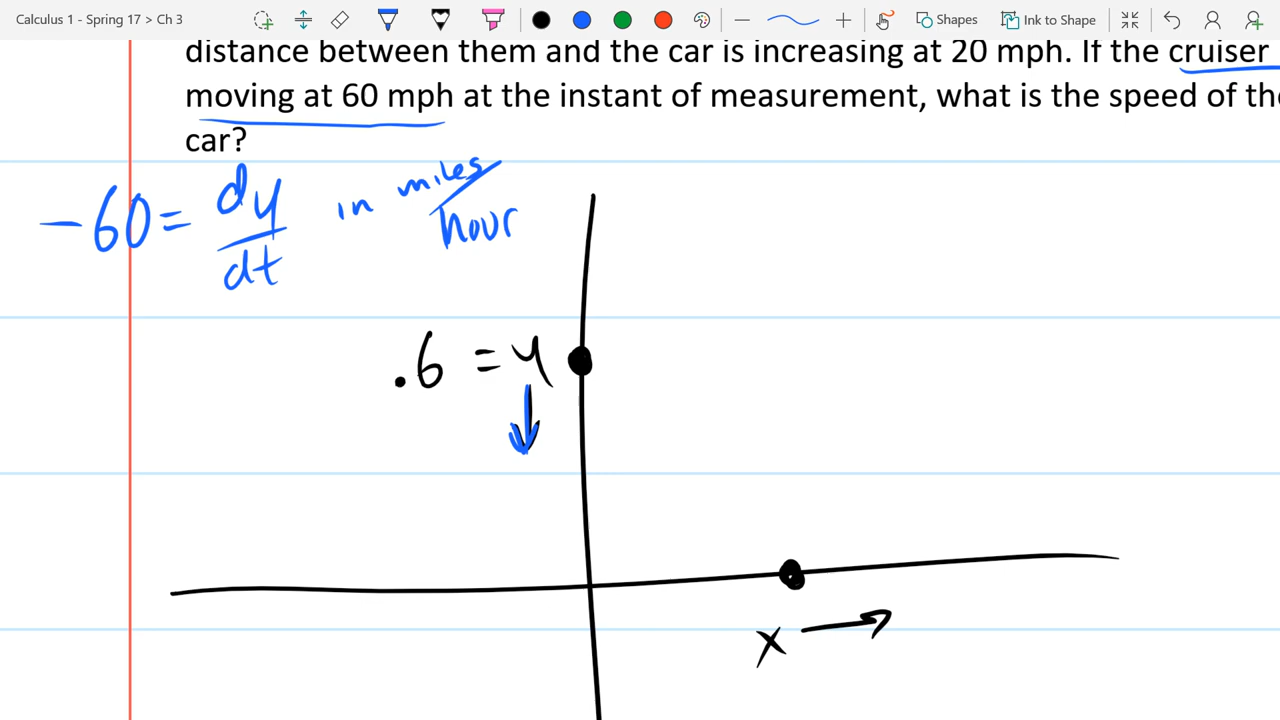 Calculus 1 - Spring 17 > Ch 3
Shapes
Ink to Shape
distance between them and the car is increasing at 20 mph. If the cruiser
moving at 60 mph at the instant of measurement, what is the speed of the
car?
-60 = dy/dt in miles/hour
.6 = y
x